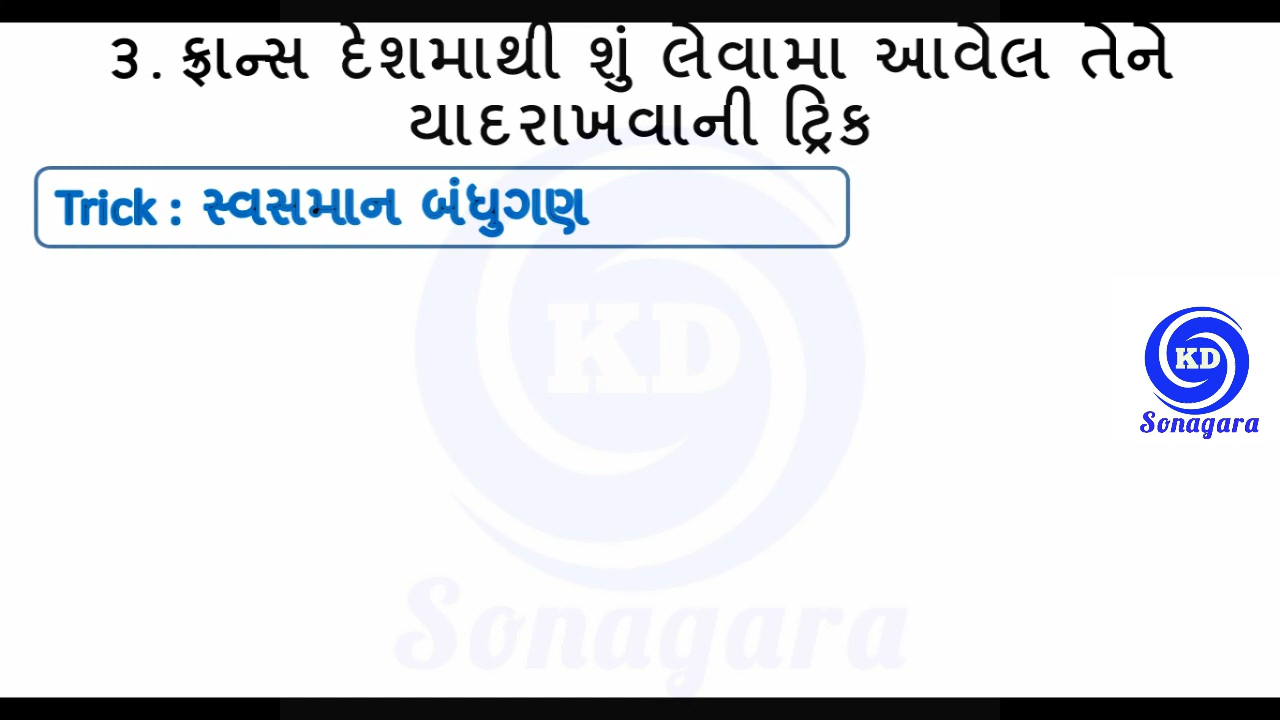 ૩. ફ્રાન્સ દેશમાથી શું લેવામા આવેલ તેને
યાદરાખવાની ટ્રિક
Trick : સ્વસમાન બંધુગણ
KD
Sonagara
KD
Sonagara